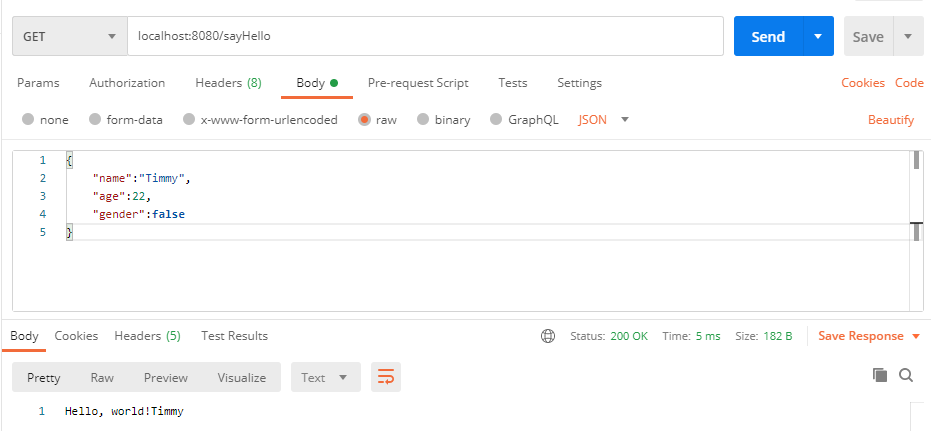 GET localhost:8080/sayHello Send Save
Params Authorization Headers (8) Body Pre-request Script Tests Settings Cookies Code
none form-data x-www-form-urlencoded raw binary GraphQL JSON Beautify
1 {
2 "name":"Timmy",
3 "age":22,
4 "gender":false
5 }
Body Cookies Headers (5) Test Results Status: 200 OK Time: 5 ms Size: 182 B Save Response
Pretty Raw Preview Visualize Text
1 Hello, world!Timmy